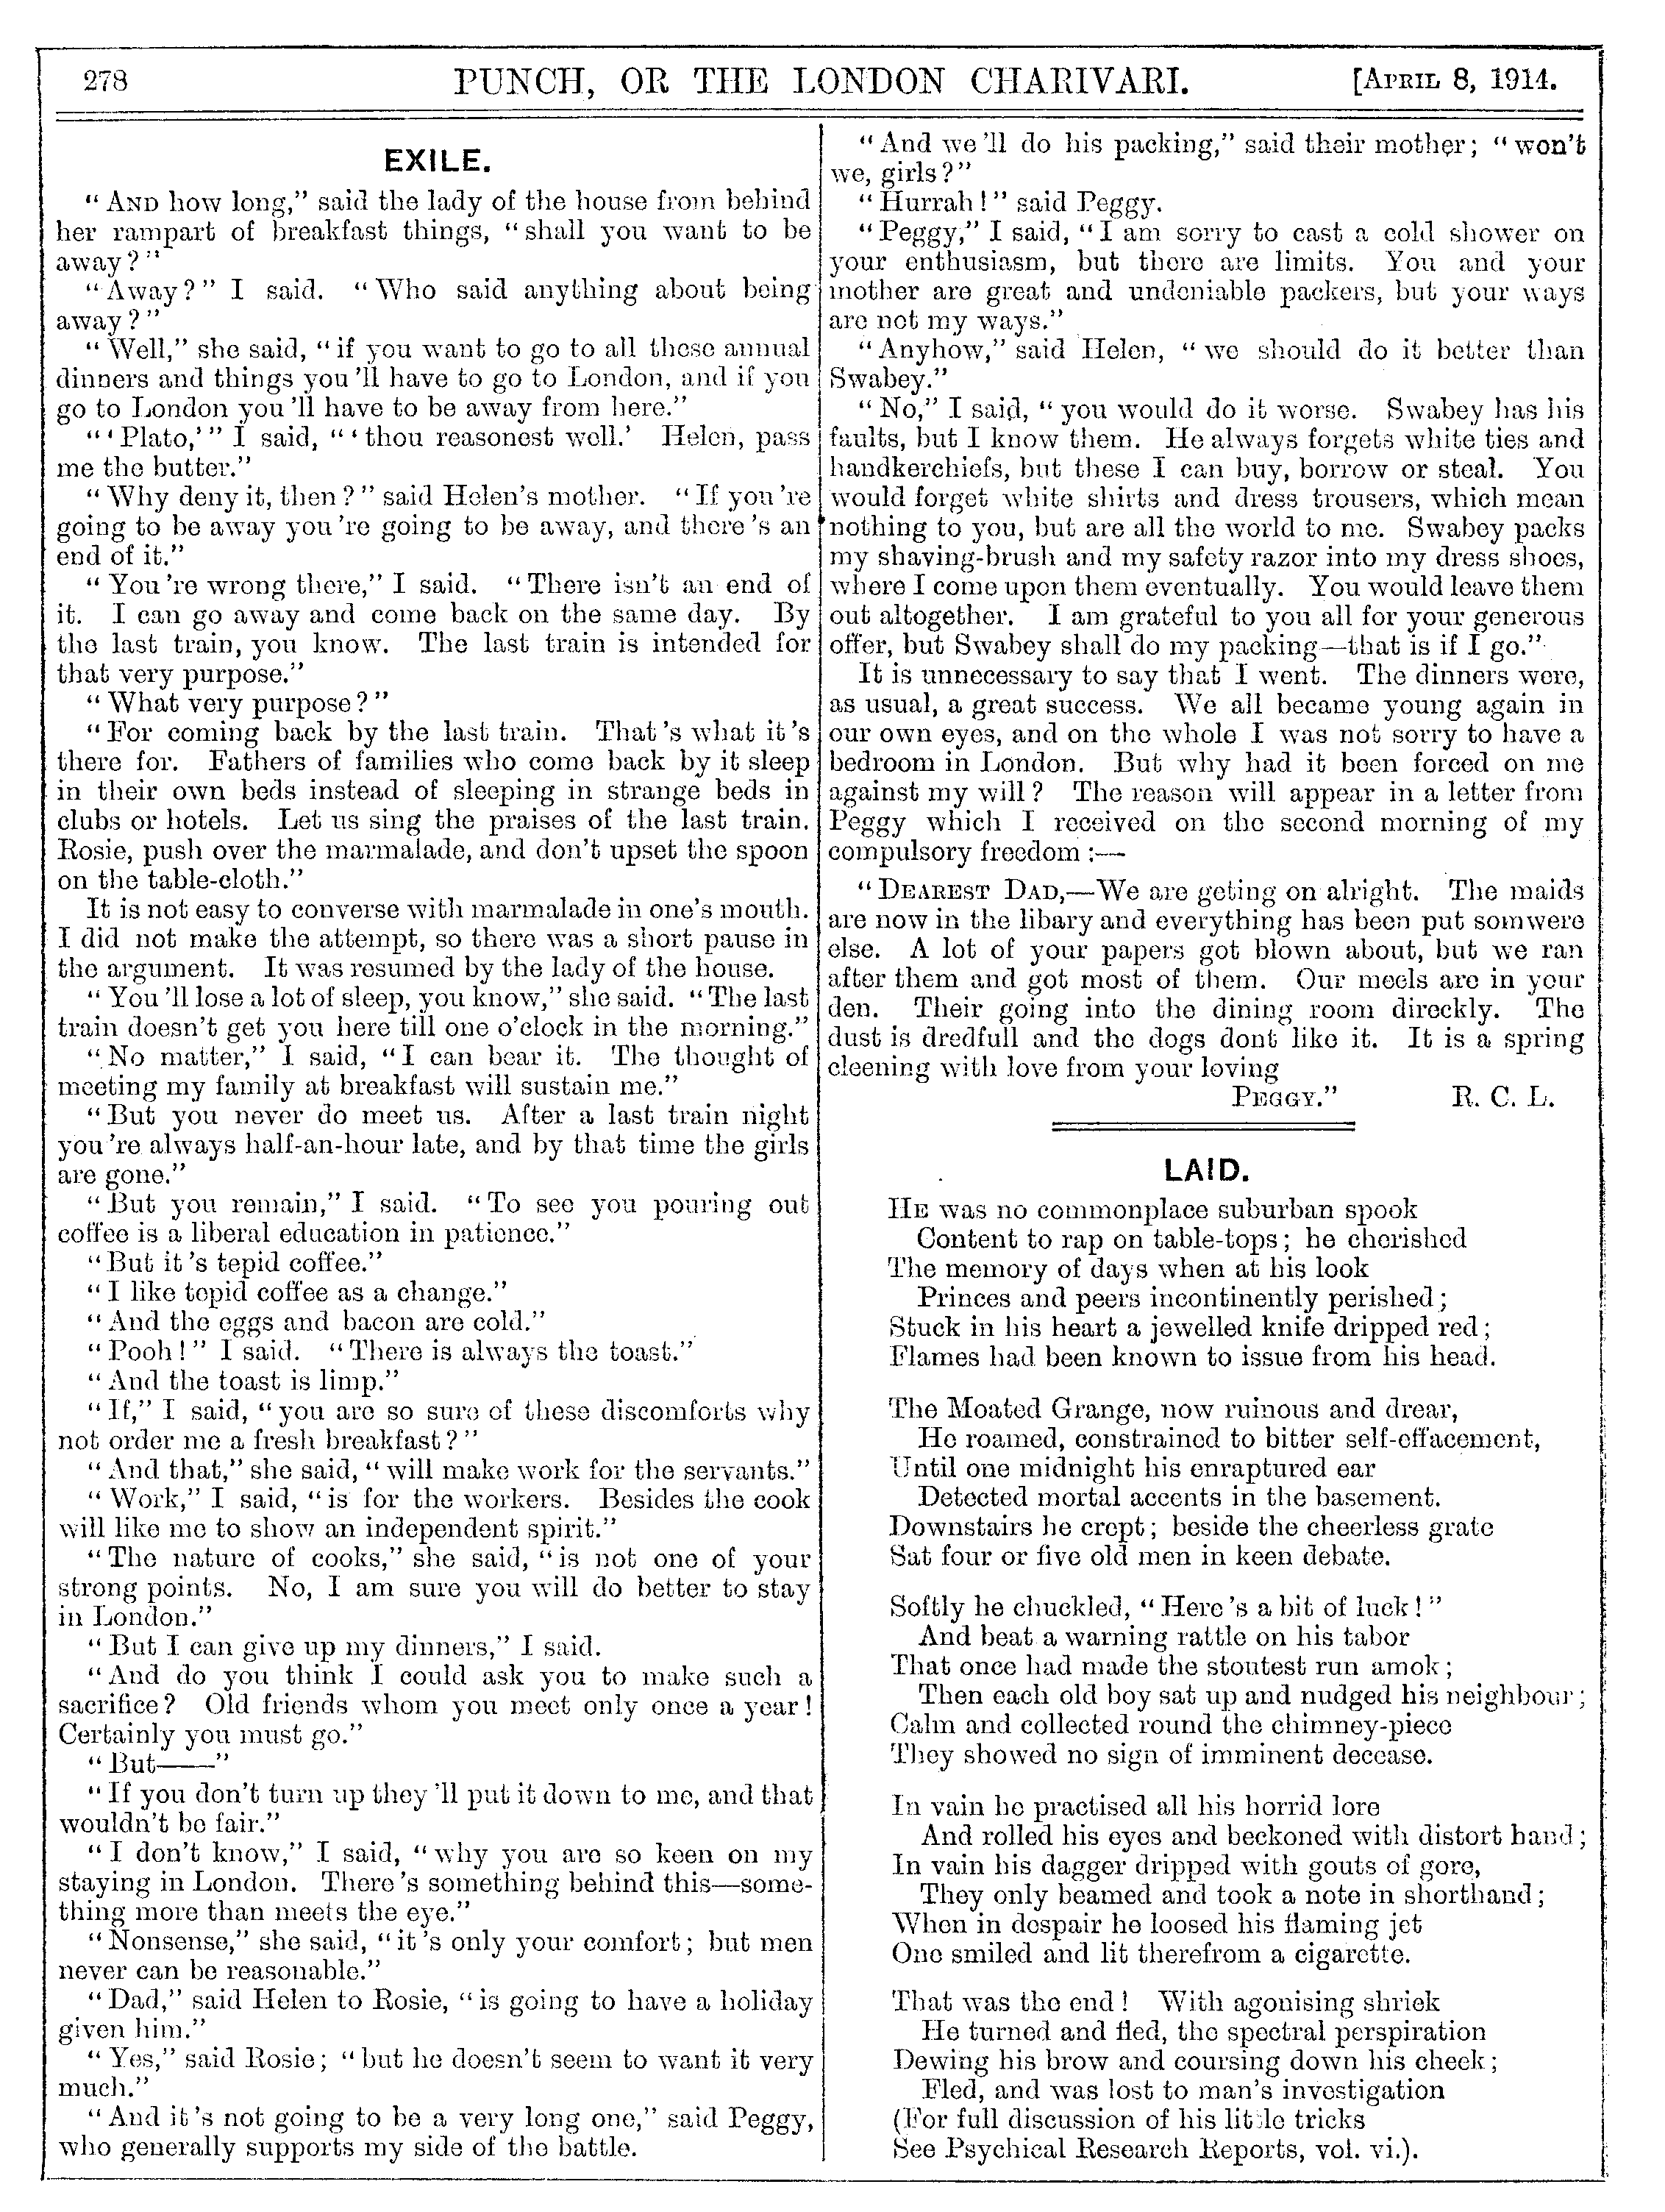 278
PUNCH, OR THE LONDON CHARIVARI.
[APRIL 8, 1914.
EXILE.
"AND how long," said the lady of the house from behind
her rampart of breakfast things, "shall you want to be
away?"
"Away?" I said. "Who said anything about being
away?"
"Well," she said, "if you want to go to all these annual
dinners and things you'll have to go to London, and if you
go to London you'll have to be away from here."
"'Plato,'" I said, "'thou reasonest well.' Helen, pass
me the butter."
"Why deny it, then?" said Helen's mother. "If you're
going to be away you're going to be away, and there's an
end of it."
"You're wrong there," I said. "There isn't an end of
it. I can go away and come back on the same day. By
the last train, you know. The last train is intended for
that very purpose."
"What very purpose?"
"For coming back by the last train. That's what it's
there for. Fathers of families who come back by it sleep
in their own beds instead of sleeping in strange beds in
clubs or hotels. Let us sing the praises of the last train.
Rosie, push over the marmalade, and don't upset the spoon
on the table-cloth."
It is not easy to converse with marmalade in one's mouth.
I did not make the attempt, so there was a short pause in
the argument. It was resumed by the lady of the house.
"You'll lose a lot of sleep, you know," she said. "The last
train doesn't get you here till one o'clock in the morning."
"No matter," I said, "I can bear it. The thought of
meeting my family at breakfast will sustain me."
"But you never do meet us. After a last train night
you're always half-an-hour late, and by that time the girls
are gone."
"But you remain," I said. "To see you pouring out
coffee is a liberal education in patience."
"But it's tepid coffee."
"I like tepid coffee as a change."
"And the eggs and bacon are cold."
"Pooh!" I said. "There is always the toast."
"And the toast is limp."
"If," I said, "you are so sure of these discomforts why
not order me a fresh breakfast?"
"And that," she said, "will make work for the servants."
"Work," I said, "is for the workers. Besides the cook
will like me to show an independent spirit."
"The nature of cooks," she said, "is not one of your
strong points. No, I am sure you will do better to stay
in London."
"But I can give up my dinners," I said.
"And do you think I could ask you to make such a
sacrifice? Old friends whom you meet only once a year!
Certainly you must go."
"But——"
"If you don't turn up they'll put it down to me, and that
wouldn't be fair."
"I don't know," I said, "why you are so keen on my
staying in London. There's something behind this—some-
thing more than meets the eye."
"Nonsense," she said, "it's only your comfort; but men
never can be reasonable."
"Dad," said Helen to Rosie, "is going to have a holiday
given him."
"Yes," said Rosie; "but he doesn't seem to want it very
much."
"And it's not going to be a very long one," said Peggy,
who generally supports my side of the battle.
"And we'll do his packing," said their mother; "won't
we, girls?"
"Hurrah!" said Peggy.
"Peggy," I said, "I am sorry to cast a cold shower on
your enthusiasm, but there are limits. You and your
mother are great and undeniable packers, but your ways
are not my ways."
"Anyhow," said Helen, "we should do it better than
Swabey."
"No," I said, "you would do it worse. Swabey has his
faults, but I know them. He always forgets white ties and
handkerchiefs, but these I can buy, borrow or steal. You
would forget white shirts and dress trousers, which mean
nothing to you, but are all the world to me. Swabey packs
my shaving-brush and my safety razor into my dress shoes,
where I come upon them eventually. You would leave them
out altogether. I am grateful to you all for your generous
offer, but Swabey shall do my packing—that is if I go."
It is unnecessary to say that I went. The dinners were,
as usual, a great success. We all became young again in
our own eyes, and on the whole I was not sorry to have a
bedroom in London. But why had it been forced on me
against my will? The reason will appear in a letter from
Peggy which I received on the second morning of my
compulsory freedom:—
"DEAREST DAD,—We are geting on alright. The maids
are now in the libary and everything has been put somwere
else. A lot of your papers got blown about, but we ran
after them and got most of them. Our meels are in your
den. Their going into the dining room direckly. The
dust is dredfull and the dogs dont like it. It is a spring
cleening with love from your loving
PEGGY." R. C. L.
LAID.
HE was no commonplace suburban spook
Content to rap on table-tops; he cherished
The memory of days when at his look
Princes and peers incontinently perished;
Stuck in his heart a jewelled knife dripped red;
Flames had been known to issue from his head.
The Moated Grange, now ruinous and drear,
He roamed, constrained to bitter self-effacement,
Until one midnight his enraptured ear
Detected mortal accents in the basement.
Downstairs he crept; beside the cheerless grate
Sat four or five old men in keen debate.
Softly he chuckled, "Here's a bit of luck!"
And beat a warning rattle on his tabor
That once had made the stoutest run amok;
Then each old boy sat up and nudged his neighbour;
Calm and collected round the chimney-piece
They showed no sign of imminent decease.
In vain he practised all his horrid lore
And rolled his eyes and beckoned with distort hand;
In vain his dagger dripped with gouts of gore,
They only beamed and took a note in shorthand;
When in despair he loosed his flaming jet
One smiled and lit therefrom a cigarette.
That was the end! With agonising shriek
He turned and fled, the spectral perspiration
Dewing his brow and coursing down his cheek;
Fled, and was lost to man's investigation
(For full discussion of his little tricks
See Psychical Research Reports, vol. vi.).